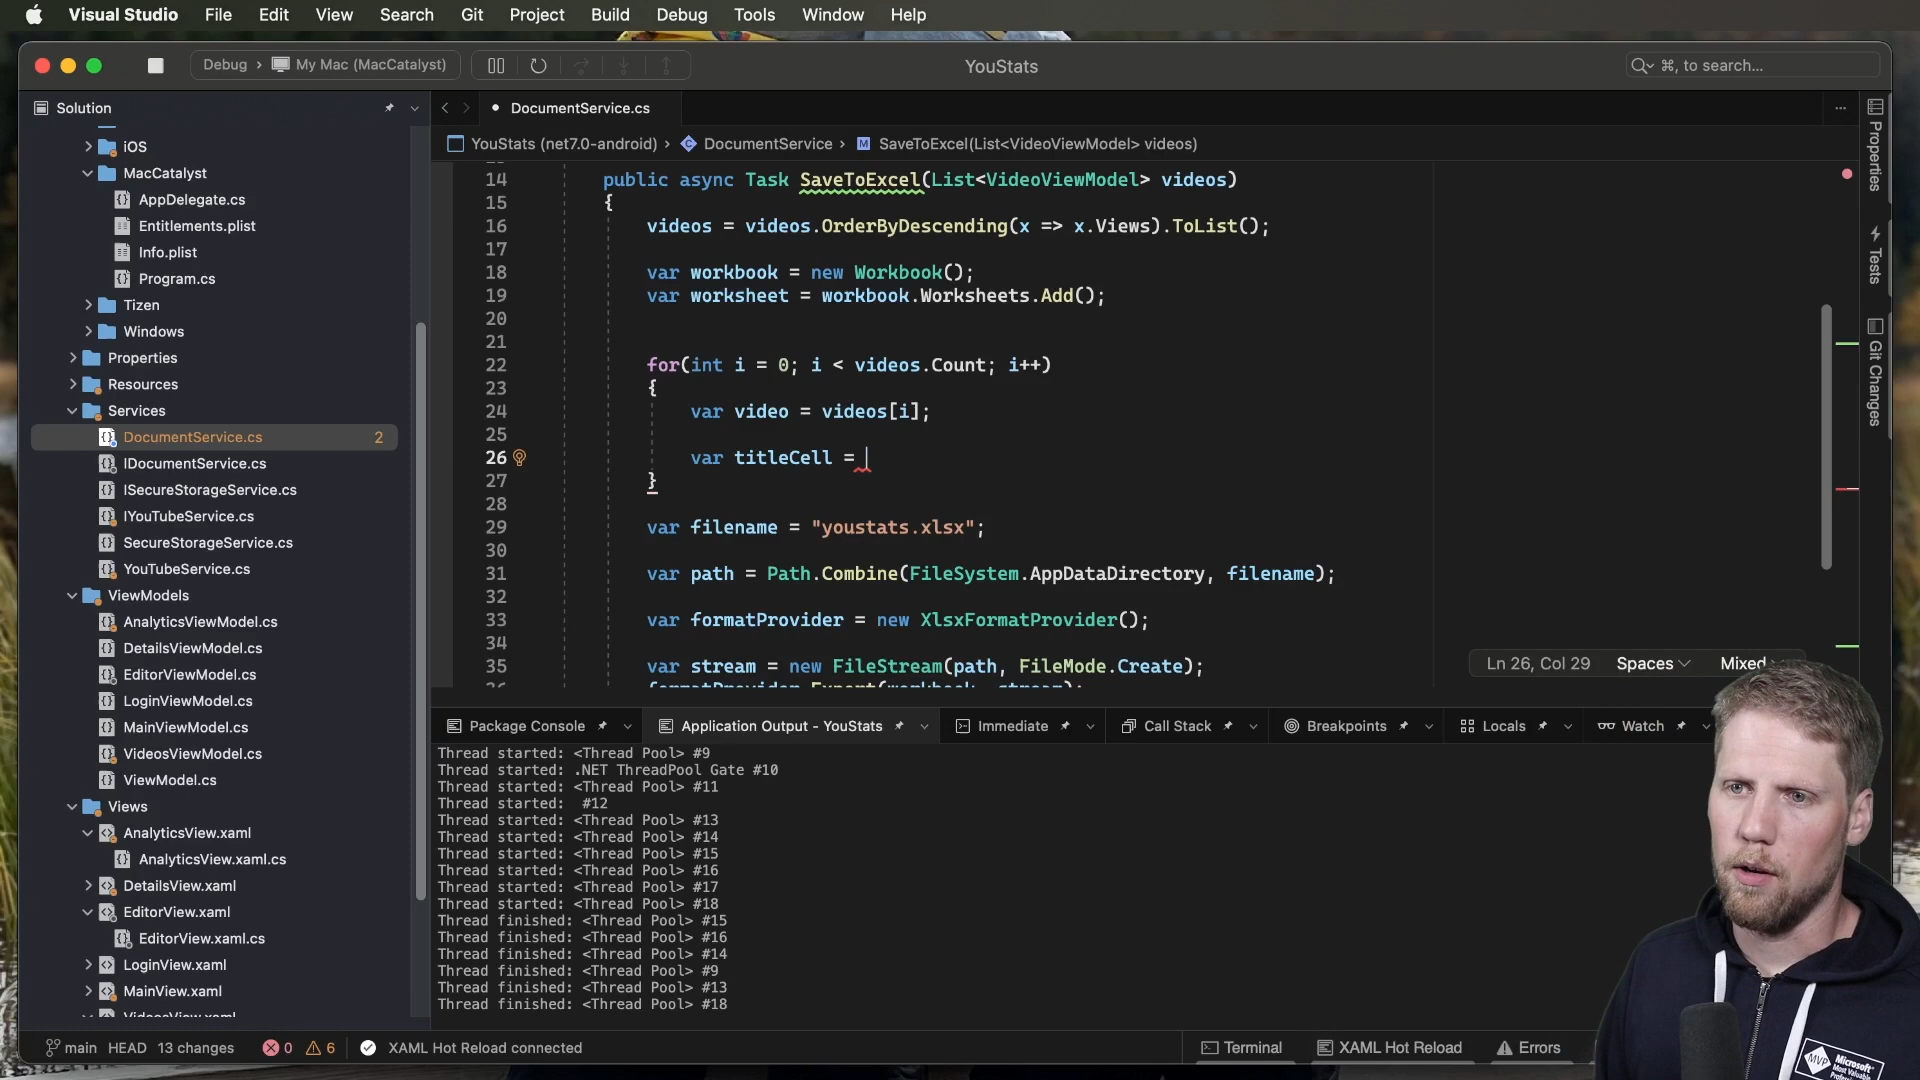 Visual Studio File Edit View Search Git Project Build Debug Tools Window Help
Debug › My Mac (MacCatalyst)
YouStats
⌘, to search...
Solution
iOS
MacCatalyst
AppDelegate.cs
Entitlements.plist
Info.plist
Program.cs
Tizen
Windows
Properties
Resources
Services
DocumentService.cs 2
IDocumentService.cs
ISecureStorageService.cs
IYouTubeService.cs
SecureStorageService.cs
YouTubeService.cs
ViewModels
AnalyticsViewModel.cs
DetailsViewModel.cs
EditorViewModel.cs
LoginViewModel.cs
MainViewModel.cs
VideosViewModel.cs
ViewModel.cs
Views
AnalyticsView.xaml
AnalyticsView.xaml.cs
DetailsView.xaml
EditorView.xaml
EditorView.xaml.cs
LoginView.xaml
MainView.xaml
VideosView.xaml
DocumentService.cs
YouStats (net7.0-android) › DocumentService › SaveToExcel(List<VideoViewModel> videos)
14 public async Task SaveToExcel(List<VideoViewModel> videos)
15 {
16 videos = videos.OrderByDescending(x => x.Views).ToList();
17
18 var workbook = new Workbook();
19 var worksheet = workbook.Worksheets.Add();
20
21
22 for(int i = 0; i < videos.Count; i++)
23 {
24 var video = videos[i];
25
26 var titleCell =
27 }
28
29 var filename = "youstats.xlsx";
30
31 var path = Path.Combine(FileSystem.AppDataDirectory, filename);
32
33 var formatProvider = new XlsxFormatProvider();
34
35 var stream = new FileStream(path, FileMode.Create);
36 formatProvider.Export(workbook, stream);
Ln 26, Col 29 Spaces Mixed
Properties
Tests
Git Changes
Package Console Application Output - YouStats Immediate Call Stack Breakpoints Locals Watch
Thread started: <Thread Pool> #9
Thread started: .NET ThreadPool Gate #10
Thread started: <Thread Pool> #11
Thread started:  #12
Thread started: <Thread Pool> #13
Thread started: <Thread Pool> #14
Thread started: <Thread Pool> #15
Thread started: <Thread Pool> #16
Thread started: <Thread Pool> #17
Thread started: <Thread Pool> #18
Thread finished: <Thread Pool> #15
Thread finished: <Thread Pool> #16
Thread finished: <Thread Pool> #14
Thread finished: <Thread Pool> #9
Thread finished: <Thread Pool> #13
Thread finished: <Thread Pool> #18
main HEAD 13 changes 0 6 XAML Hot Reload connected
Terminal XAML Hot Reload Errors
MVP Microsoft
Most Valuable